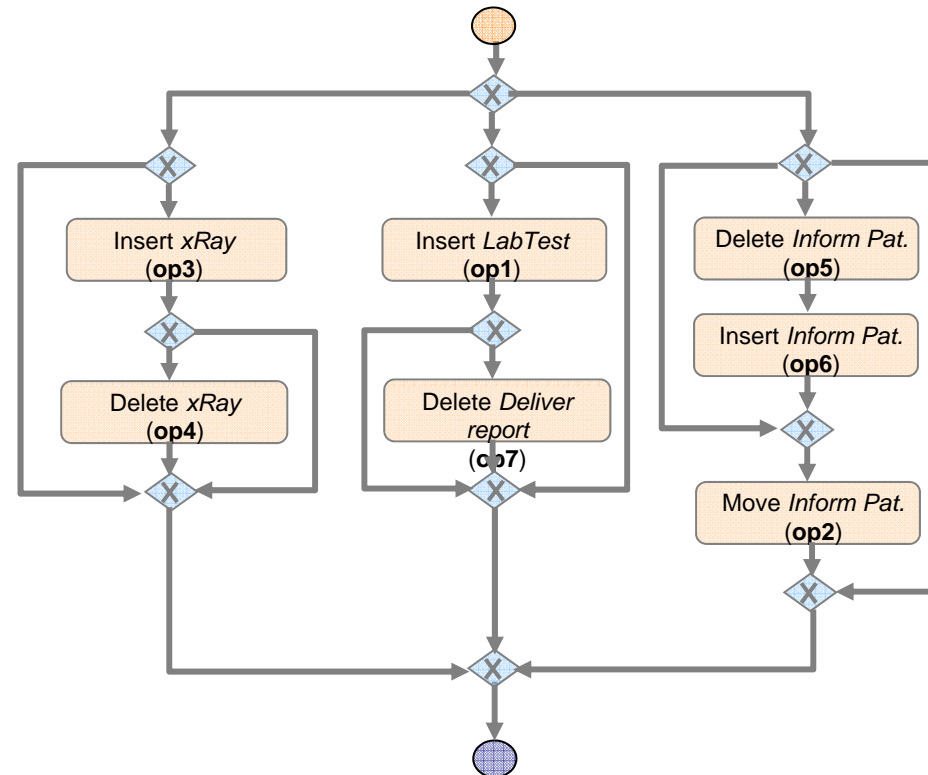 Insert xRay
(op3)
Insert LabTest
(op1)
Delete Inform Pat.
(op5)
Insert Inform Pat.
(op6)
Delete xRay
(op4)
Delete Deliver
report
(op7)
Move Inform Pat.
(op2)